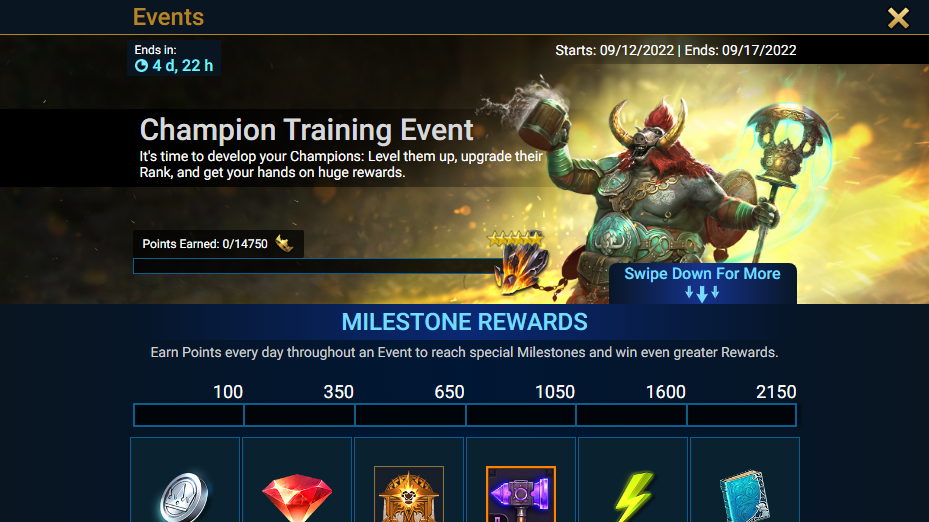 Events
Ends in:
4 d, 22 h
Starts: 09/12/2022 | Ends: 09/17/2022
Champion Training Event
It's time to develop your Champions: Level them up, upgrade their
Rank, and get your hands on huge rewards.
Points Earned: 0/14750
Swipe Down For More
MILESTONE REWARDS
Earn Points every day throughout an Event to reach special Milestones and win even greater Rewards.
100 350 650 1050 1600 2150